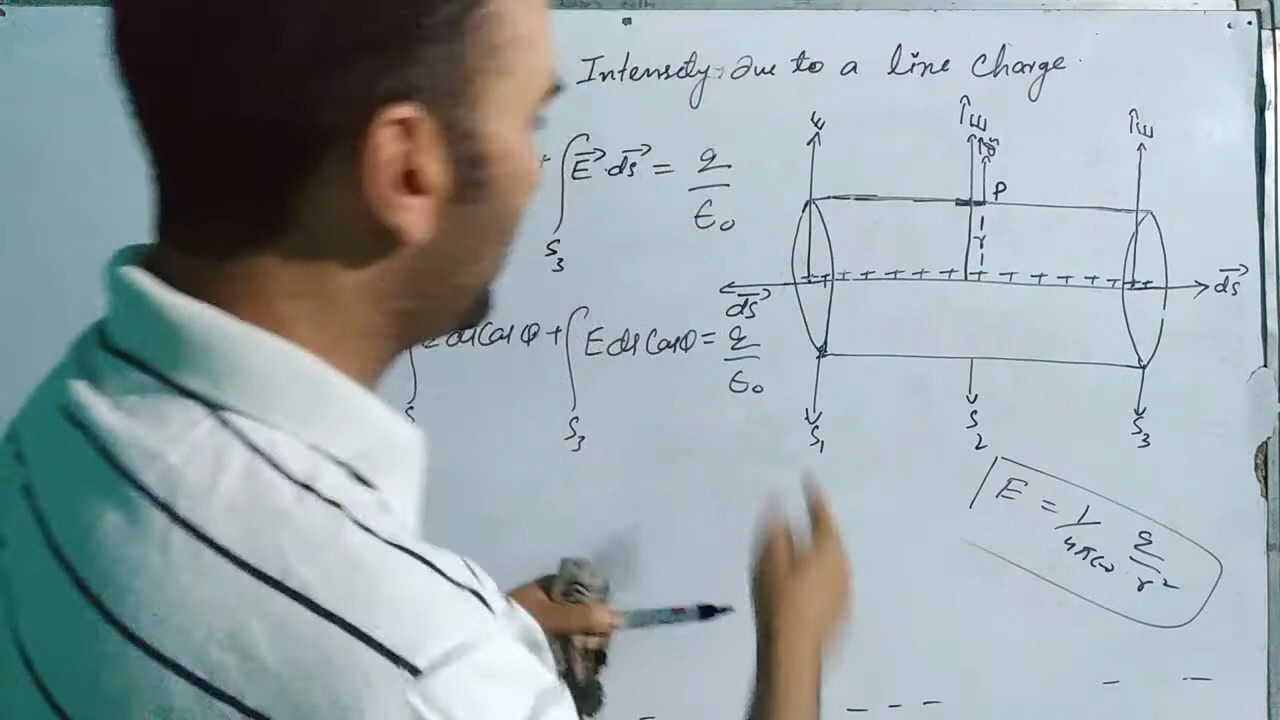 Intensity due to a line charge.
+ ∫S₃ E⃗·ds⃗ = q/ε₀
E ds Cos θ + ∫S₃ E ds Cos θ = q/ε₀
E E⃗ ds⃗ E⃗
P
r
+ + + + + + + + + + + + + +
ds⃗ ds⃗
S₁ S₂ S₃
E = 1/4πε₀ q/r²